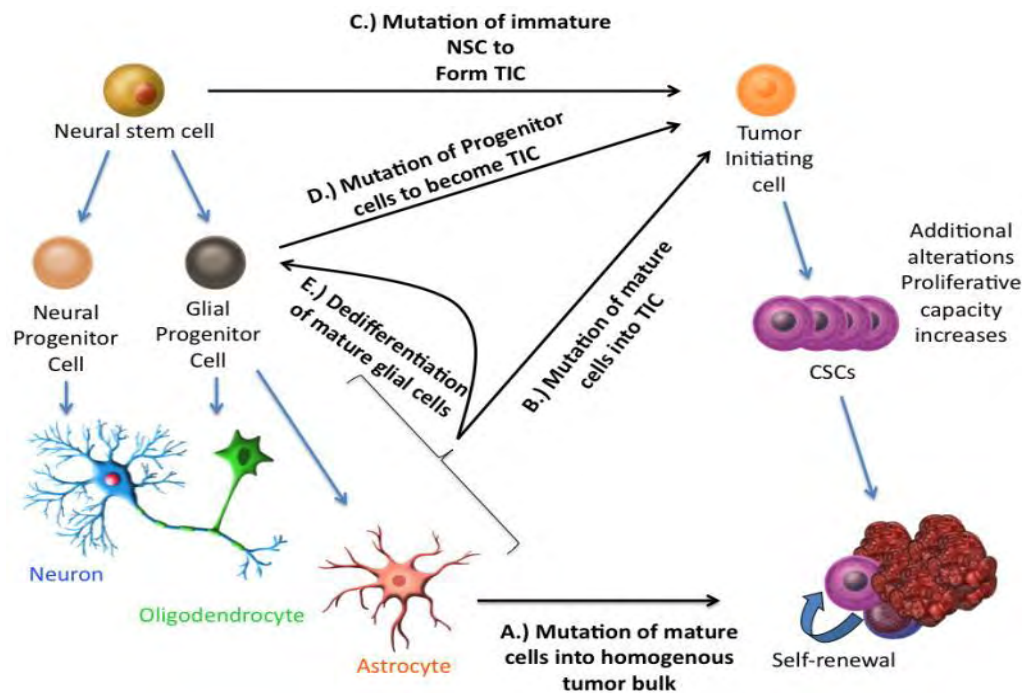 C.) Mutation of immature
NSC to
Form TIC
Neural stem cell
Tumor
Initiating
cell
D.) Mutation of Progenitor
cells to become TIC
Neural
Progenitor
Cell
Glial
Progenitor
Cell
E.) Dedifferentiation
of mature glial cells
B.) Mutation of mature
cells into TIC
Additional
alterations
Proliferative
capacity
increases
CSCs
Neuron
Oligodendrocyte
Astrocyte
A.) Mutation of mature
cells into homogenous
tumor bulk
Self-renewal